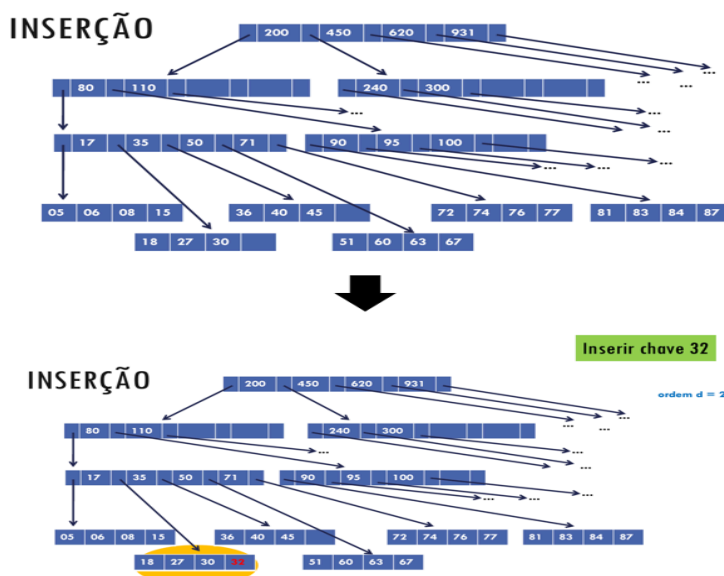 INSERÇÃO
200 450 620 931
...
...
...
80 110
240 300
...
...
...
...
17 35 50 71
90 95 100
...
...
...
...
05 06 08 15
36 40 45
72 74 76 77
81 83 84 87
18 27 30
51 60 63 67
Inserir chave 32
INSERÇÃO
ordem d = 2
200 450 620 931
...
...
...
80 110
240 300
...
...
...
...
17 35 50 71
90 95 100
...
...
...
...
05 06 08 15
36 40 45
72 74 76 77
81 83 84 87
18 27 30 32
51 60 63 67